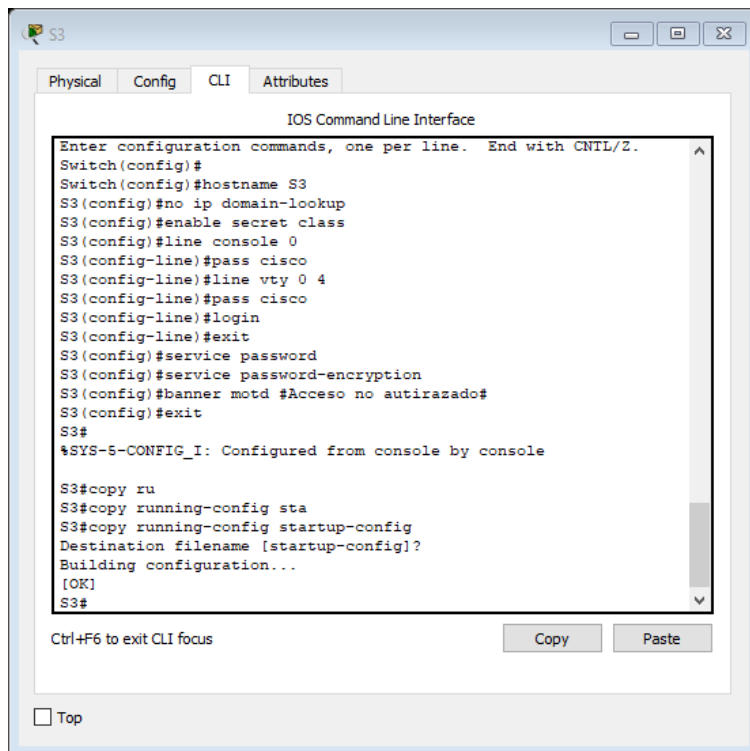 S3
Physical Config CLI Attributes
IOS Command Line Interface
Enter configuration commands, one per line. End with CNTL/Z.
Switch(config)#
Switch(config)#hostname S3
S3(config)#no ip domain-lookup
S3(config)#enable secret class
S3(config)#line console 0
S3(config-line)#pass cisco
S3(config-line)#line vty 0 4
S3(config-line)#pass cisco
S3(config-line)#login
S3(config-line)#exit
S3(config)#service password
S3(config)#service password-encryption
S3(config)#banner motd #Acceso no autirazado#
S3(config)#exit
S3#
%SYS-5-CONFIG_I: Configured from console by console
S3#copy ru
S3#copy running-config sta
S3#copy running-config startup-config
Destination filename [startup-config]?
Building configuration...
[OK]
S3#
Ctrl+F6 to exit CLI focus
Copy Paste
Top